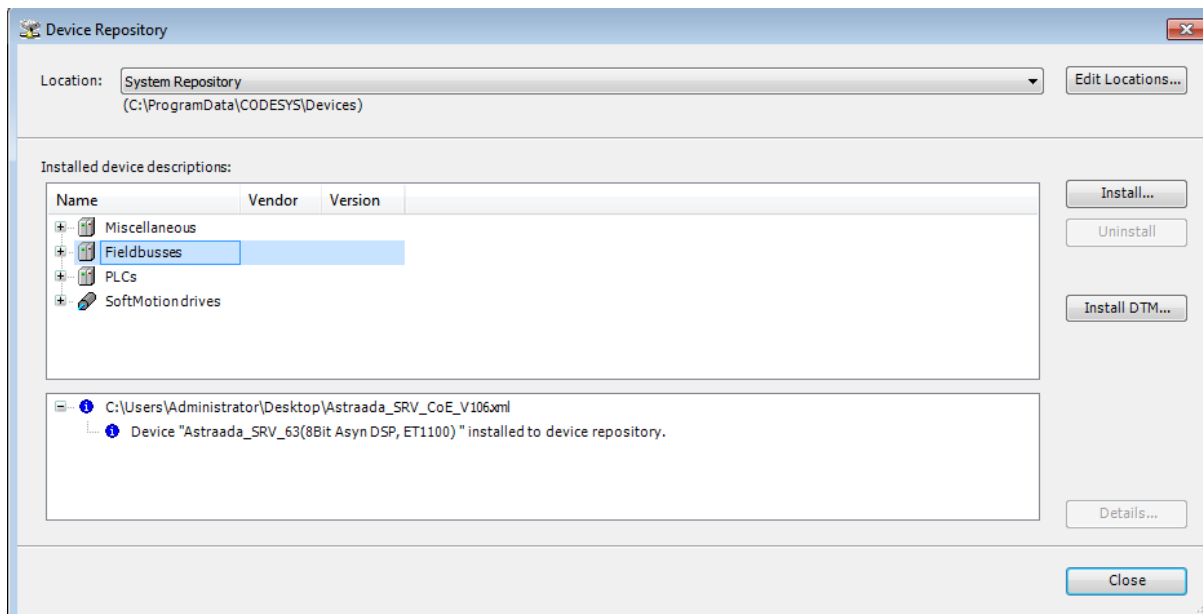 Device Repository
Location: System Repository Edit Locations...
(C:\ProgramData\CODESYS\Devices)
Installed device descriptions:
Name Vendor Version
Install...
Miscellaneous
Uninstall
Fieldbusses
PLCs
SoftMotion drives
Install DTM...
C:\Users\Administrator\Desktop\Astraada_SRV_CoE_V106.xml
Device "Astraada_SRV_63(8Bit Asyn DSP, ET1100) " installed to device repository.
Details...
Close